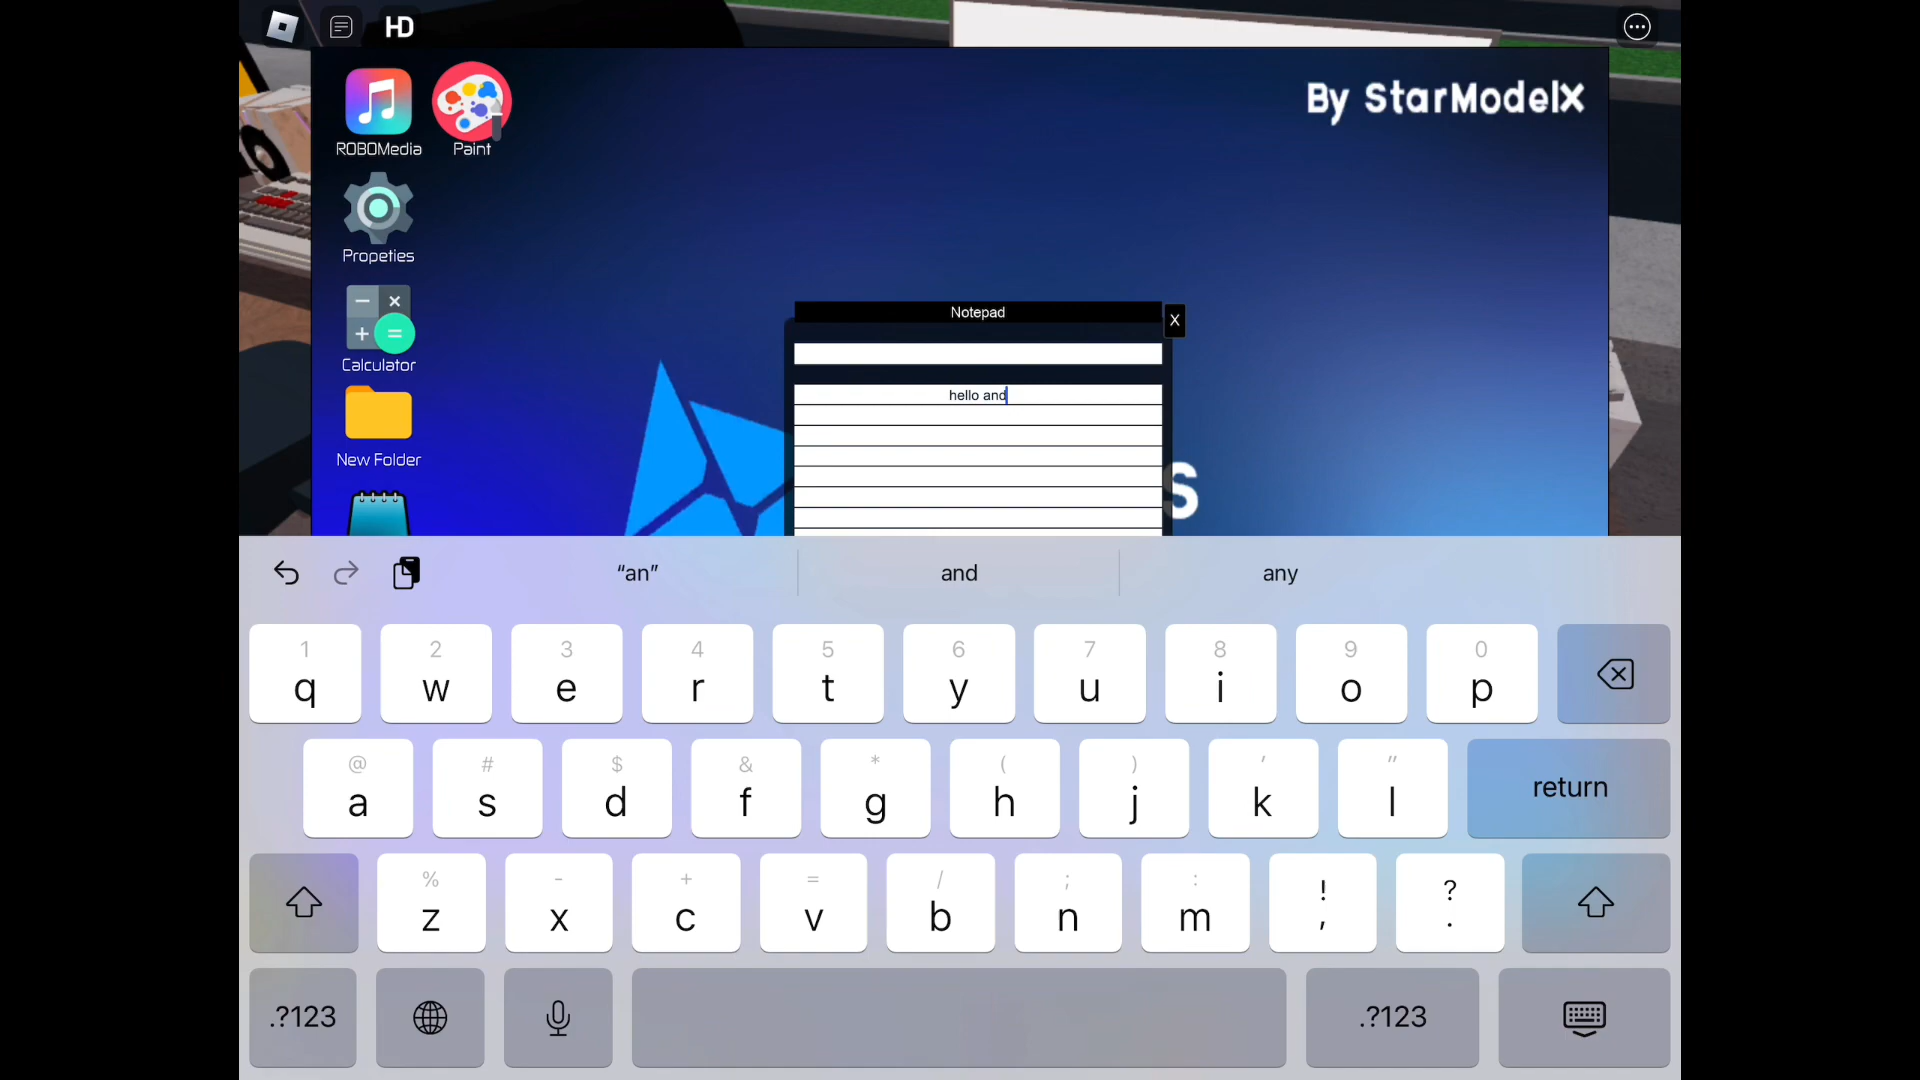 HD
By StarModelX
ROBOMedia
Paint
Propeties
Calculator
New Folder
Notepad
X
hello and
S
“an”
and
any
1 2 3 4 5 6 7 8 9 0
q w e r t y u i o p
@ # $ & * ( ) ' "
a s d f g h j k l
return
% - + = / ; : ! ?
z x c v b n m , .
.?123
.?123